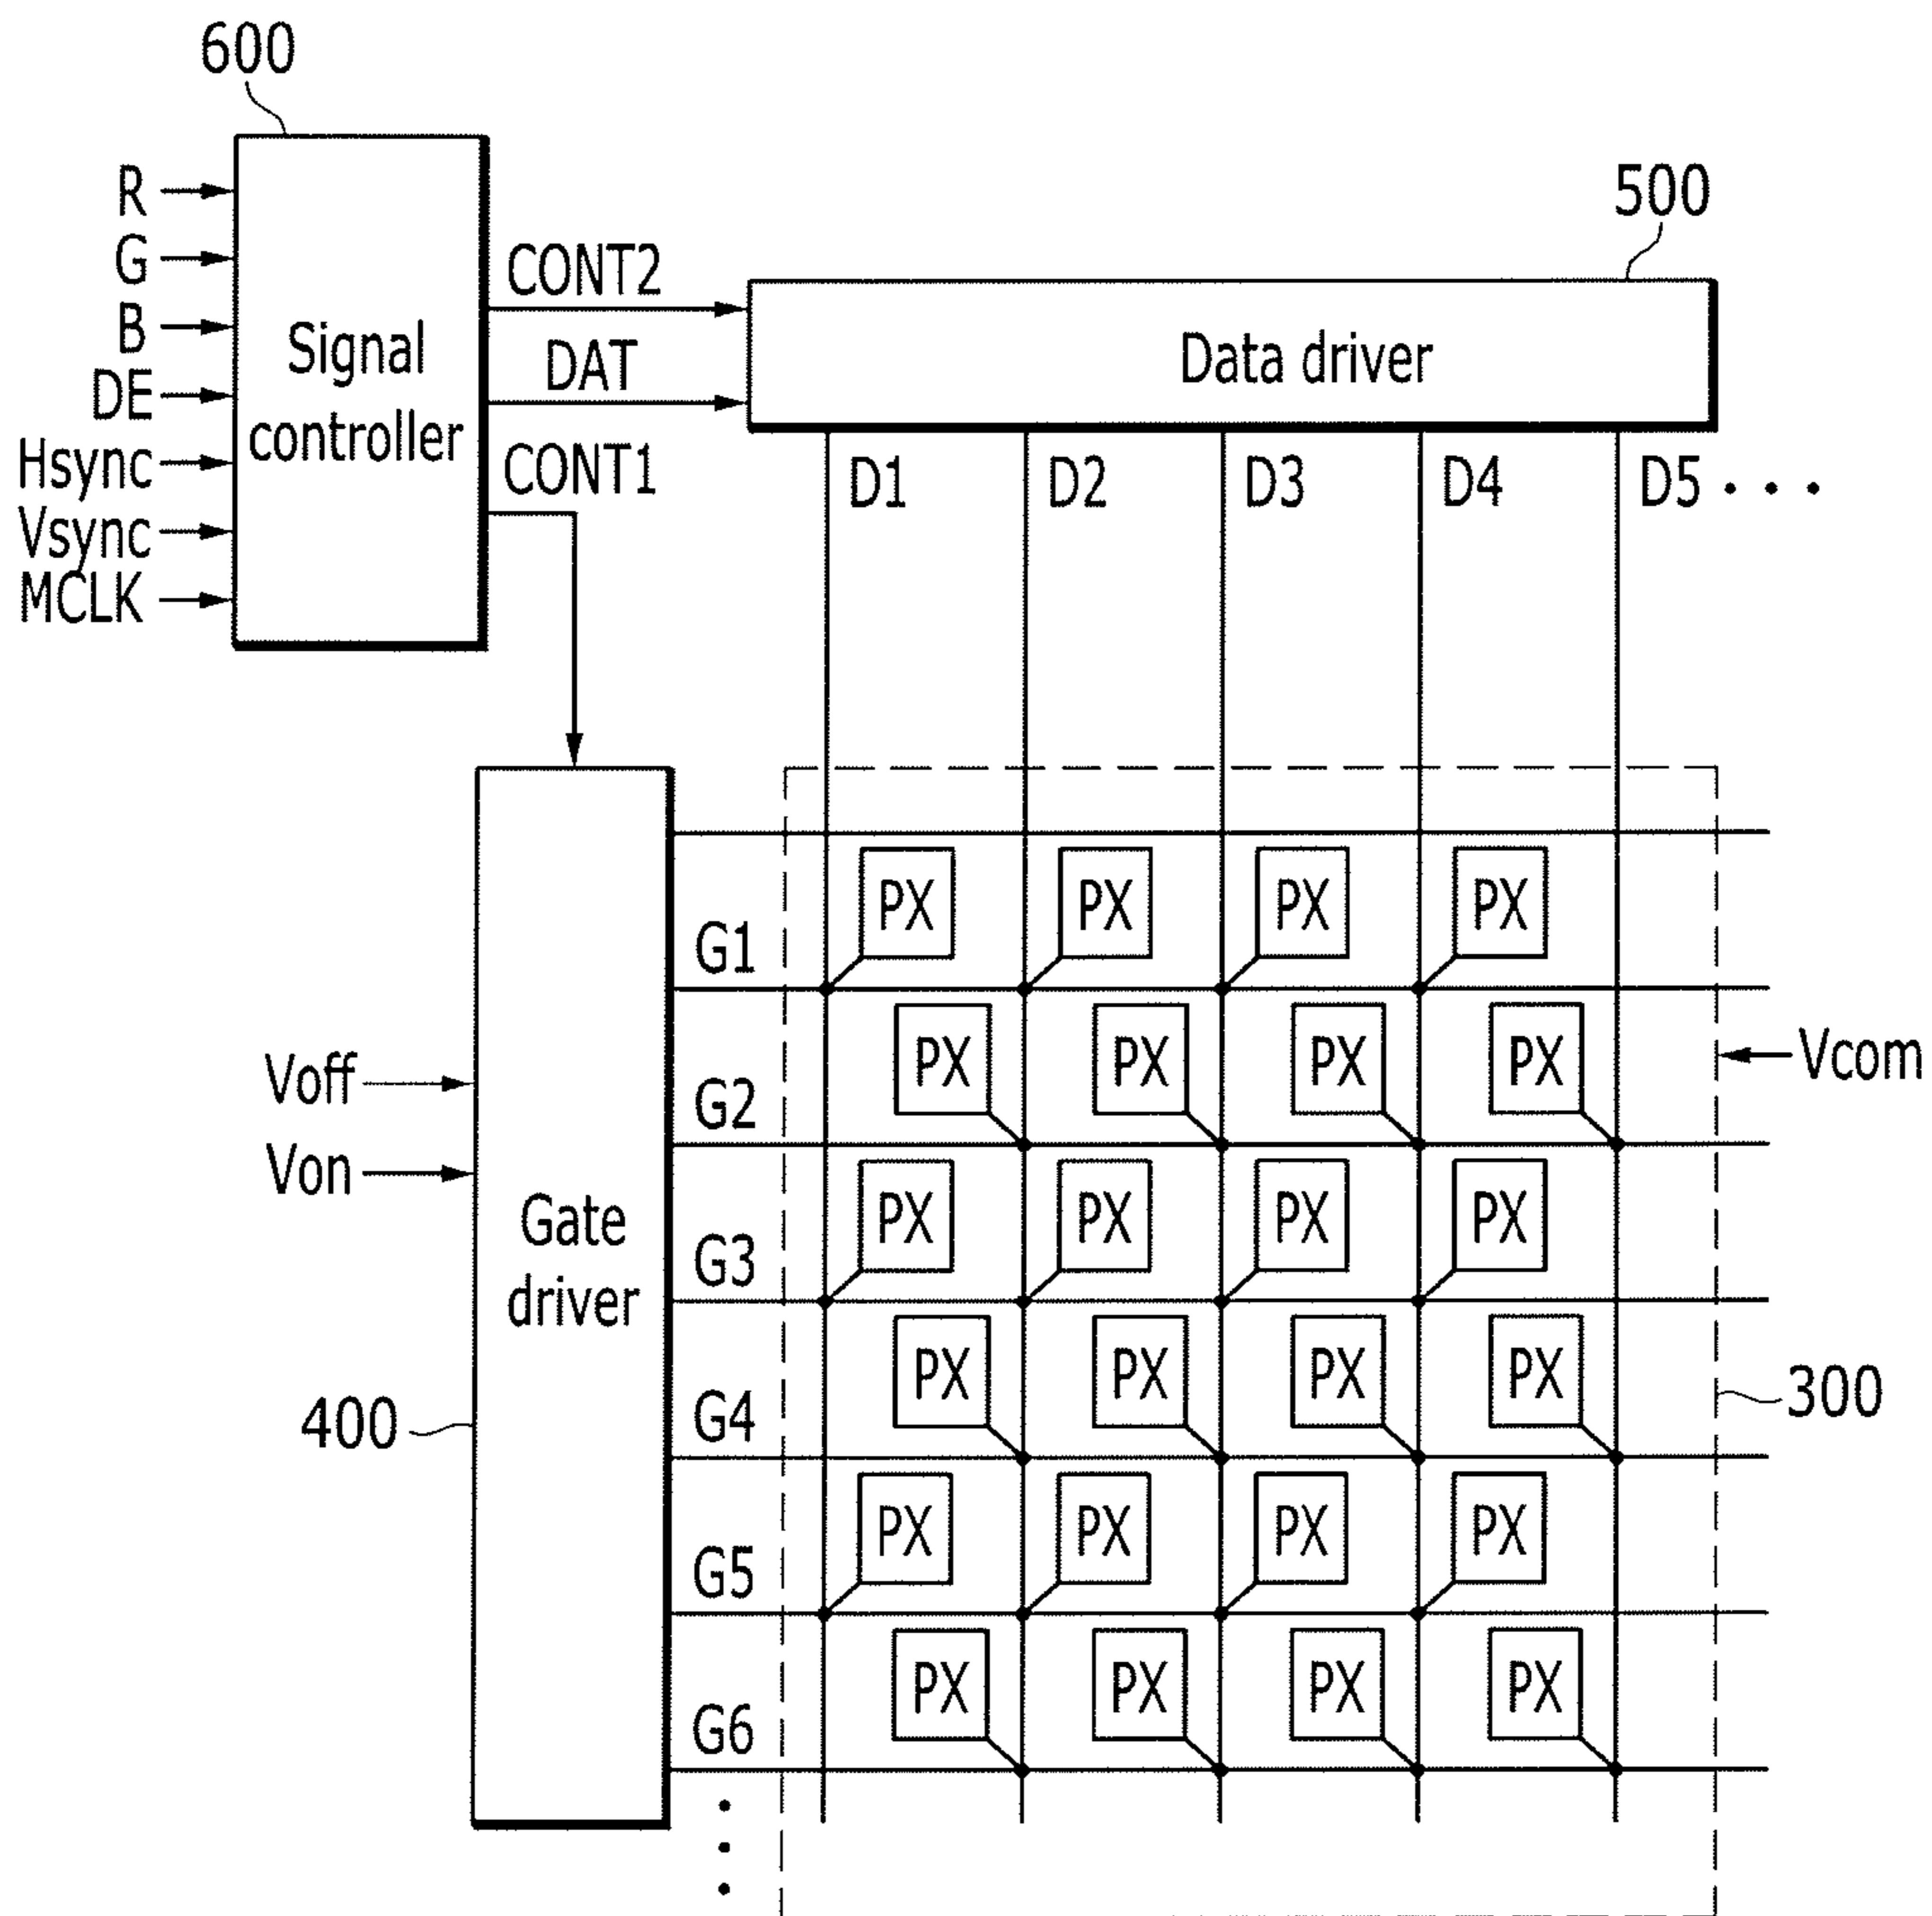 600
R
G
B
DE
Hsync
Vsync
MCLK
Signal
controller
CONT2
DAT
CONT1
500
Data driver
D1 D2 D3 D4 D5 • • •
Gate
driver
400
Voff
Von
G1
PX PX PX PX
G2
PX PX PX PX
G3
PX PX PX PX
G4
PX PX PX PX
G5
PX PX PX PX
G6
PX PX PX PX
Vcom
300